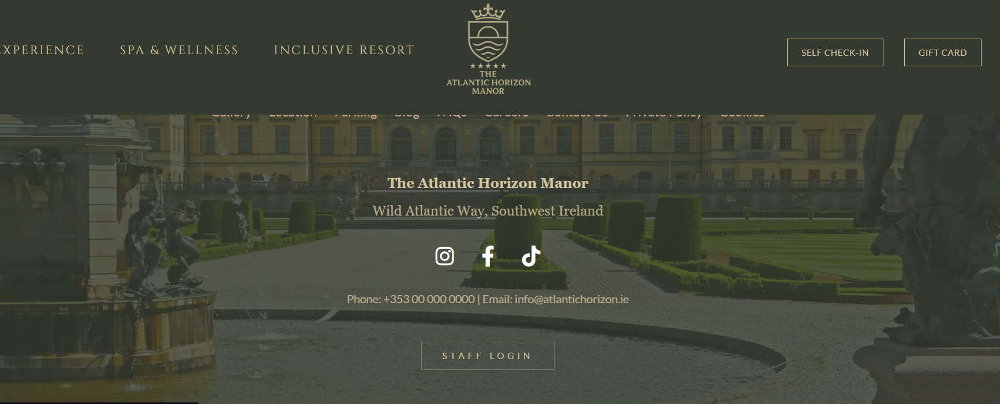 EXPERIENCE SPA & WELLNESS INCLUSIVE RESORT
THE
ATLANTIC HORIZON
MANOR
SELF CHECK-IN GIFT CARD
Gallery Location Parking Blog FAQs Careers Contact Us Private Policy Cookies
The Atlantic Horizon Manor
Wild Atlantic Way, Southwest Ireland
Phone: +353 00 000 0000 | Email: info@atlantichorizon.ie
STAFF LOGIN